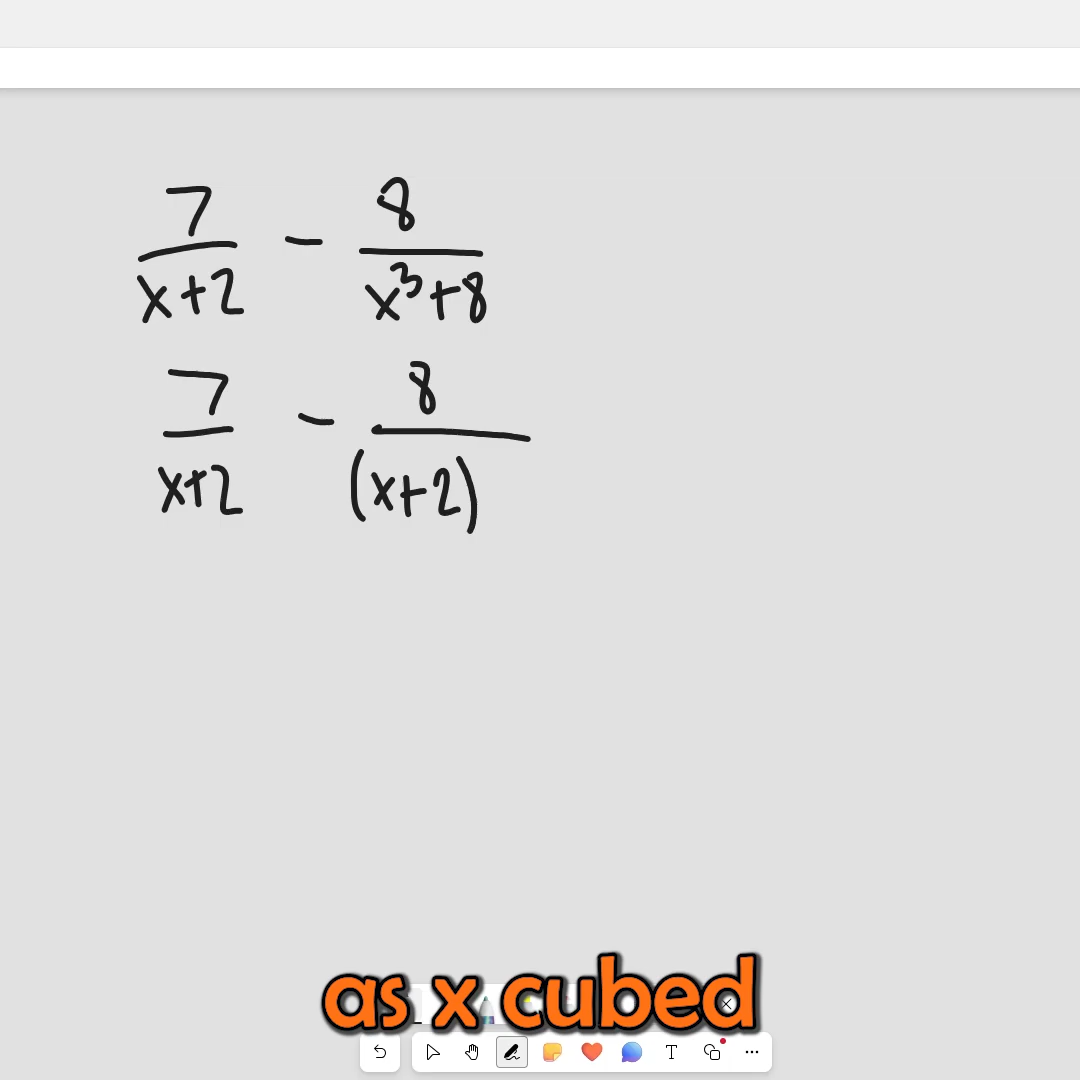 7/(x+2) - 8/(x³+8)
7/(x+2) - 8/(x+2)
as x cubed
T